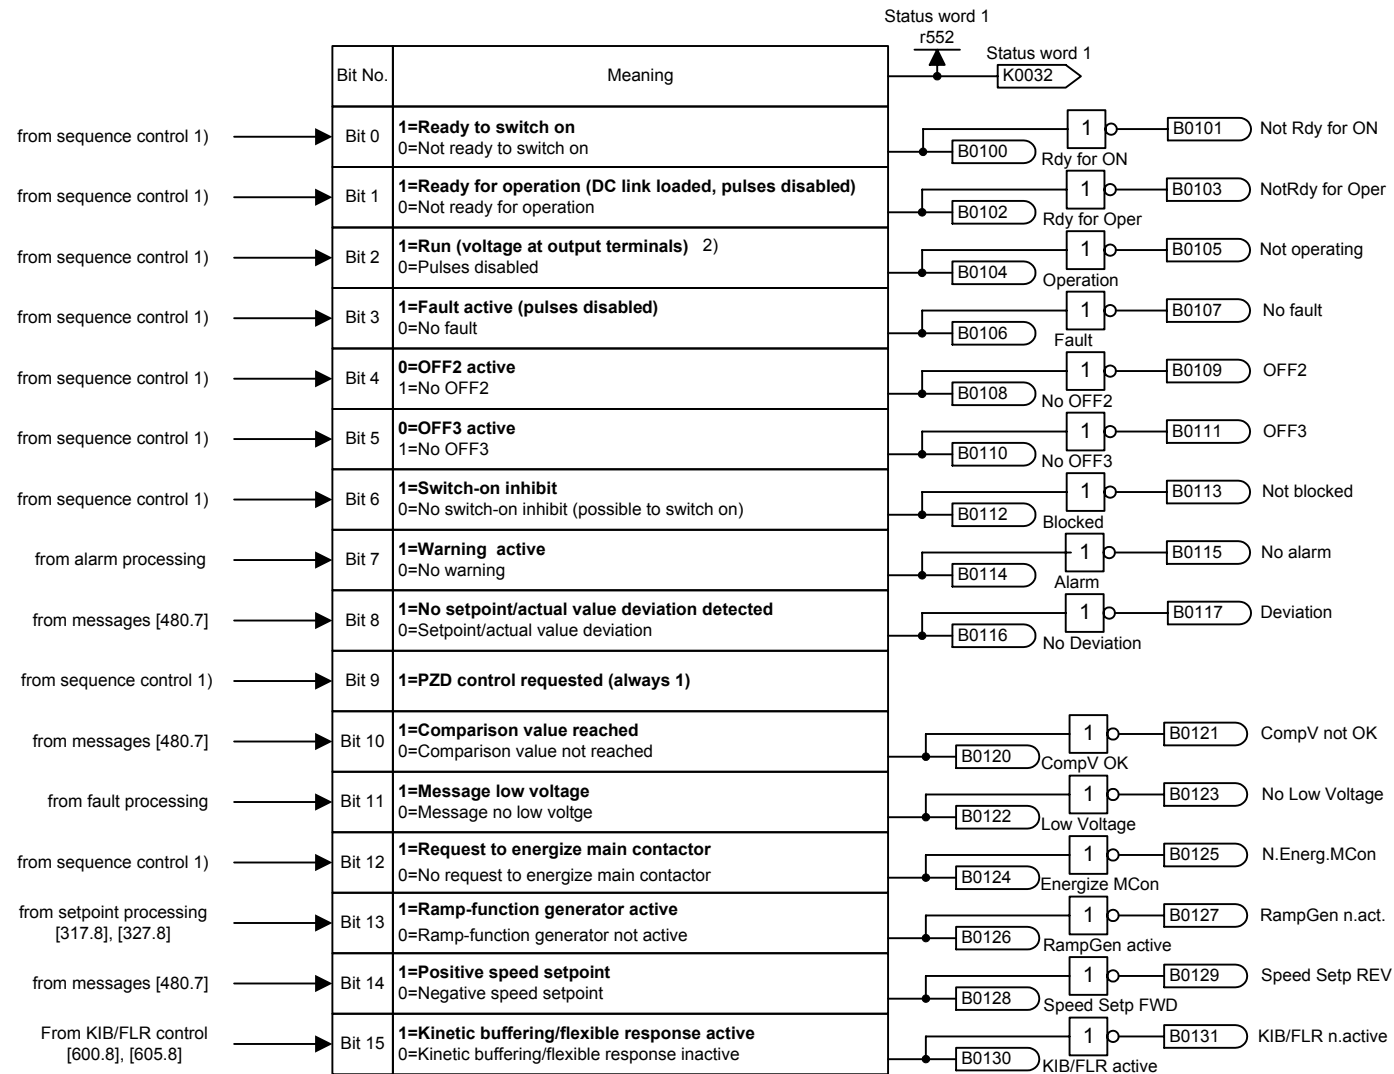 Status word 1
r552
Status word 1
K0032
Bit No. Meaning
from sequence control 1) Bit 0 1=Ready to switch on
0=Not ready to switch on
B0100 Rdy for ON 1 B0101 Not Rdy for ON
from sequence control 1) Bit 1 1=Ready for operation (DC link loaded, pulses disabled)
0=Not ready for operation
B0102 Rdy for Oper 1 B0103 NotRdy for Oper
from sequence control 1) Bit 2 1=Run (voltage at output terminals) 2)
0=Pulses disabled
B0104 Operation 1 B0105 Not operating
from sequence control 1) Bit 3 1=Fault active (pulses disabled)
0=No fault
B0106 Fault 1 B0107 No fault
from sequence control 1) Bit 4 0=OFF2 active
1=No OFF2
B0108 No OFF2 1 B0109 OFF2
from sequence control 1) Bit 5 0=OFF3 active
1=No OFF3
B0110 No OFF3 1 B0111 OFF3
from sequence control 1) Bit 6 1=Switch-on inhibit
0=No switch-on inhibit (possible to switch on)
B0112 Blocked 1 B0113 Not blocked
from alarm processing Bit 7 1=Warning active
0=No warning
B0114 Alarm 1 B0115 No alarm
from messages [480.7] Bit 8 1=No setpoint/actual value deviation detected
0=Setpoint/actual value deviation
B0116 No Deviation 1 B0117 Deviation
from sequence control 1) Bit 9 1=PZD control requested (always 1)
from messages [480.7] Bit 10 1=Comparison value reached
0=Comparison value not reached
B0120 CompV OK 1 B0121 CompV not OK
from fault processing Bit 11 1=Message low voltage
0=Message no low voltge
B0122 Low Voltage 1 B0123 No Low Voltage
from sequence control 1) Bit 12 1=Request to energize main contactor
0=No request to energize main contactor
B0124 Energize MCon 1 B0125 N.Energ.MCon
from setpoint processing
[317.8], [327.8] Bit 13 1=Ramp-function generator active
0=Ramp-function generator not active
B0126 RampGen active 1 B0127 RampGen n.act.
from messages [480.7] Bit 14 1=Positive speed setpoint
0=Negative speed setpoint
B0128 Speed Setp FWD 1 B0129 Speed Setp REV
From KIB/FLR control
[600.8], [605.8] Bit 15 1=Kinetic buffering/flexible response active
0=Kinetic buffering/flexible response inactive
B0130 KIB/FLR active 1 B0131 KIB/FLR n.active